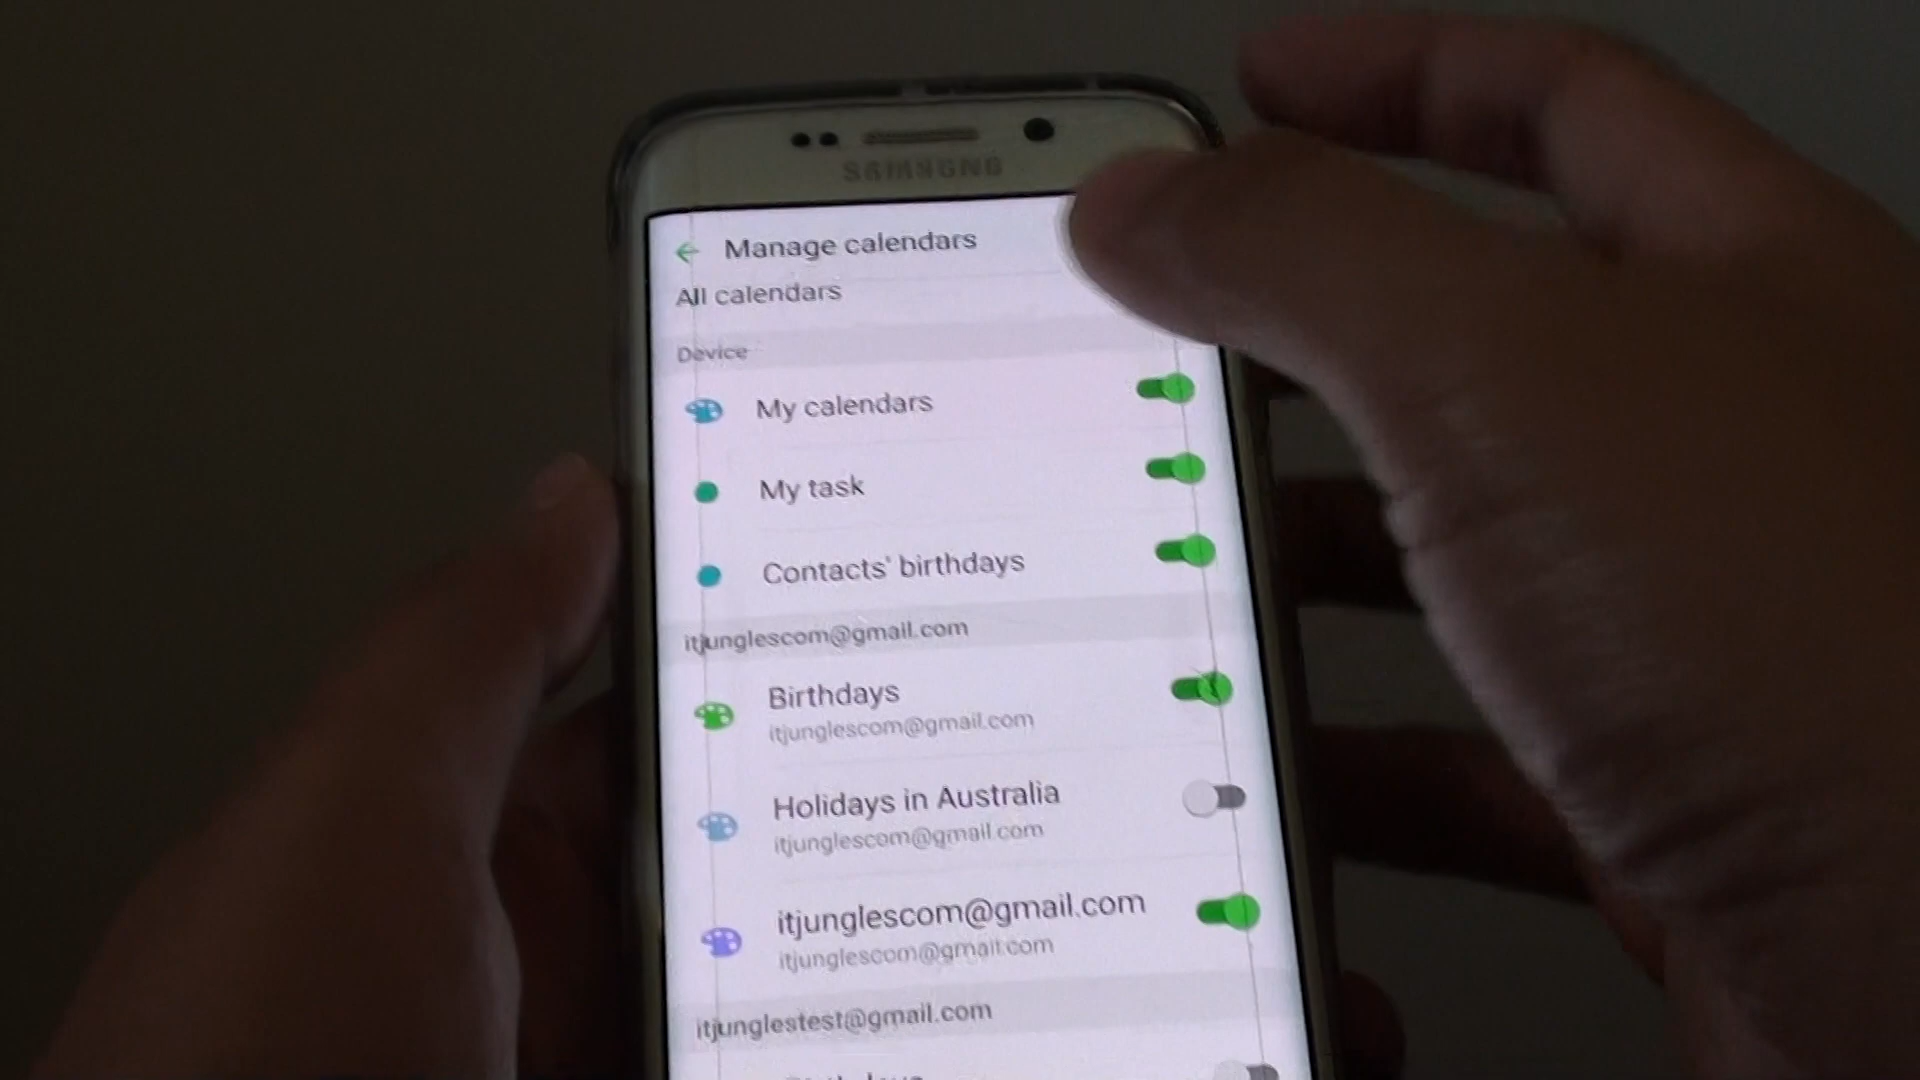 SAMSUNG
Manage calendars
All calendars
Device
My calendars
My task
Contacts' birthdays
itjunglescom@gmail.com
Birthdays
itjunglescom@gmail.com
Holidays in Australia
itjunglescom@gmail.com
itjunglescom@gmail.com
itjunglescom@gmail.com
itjunglestest@gmail.com